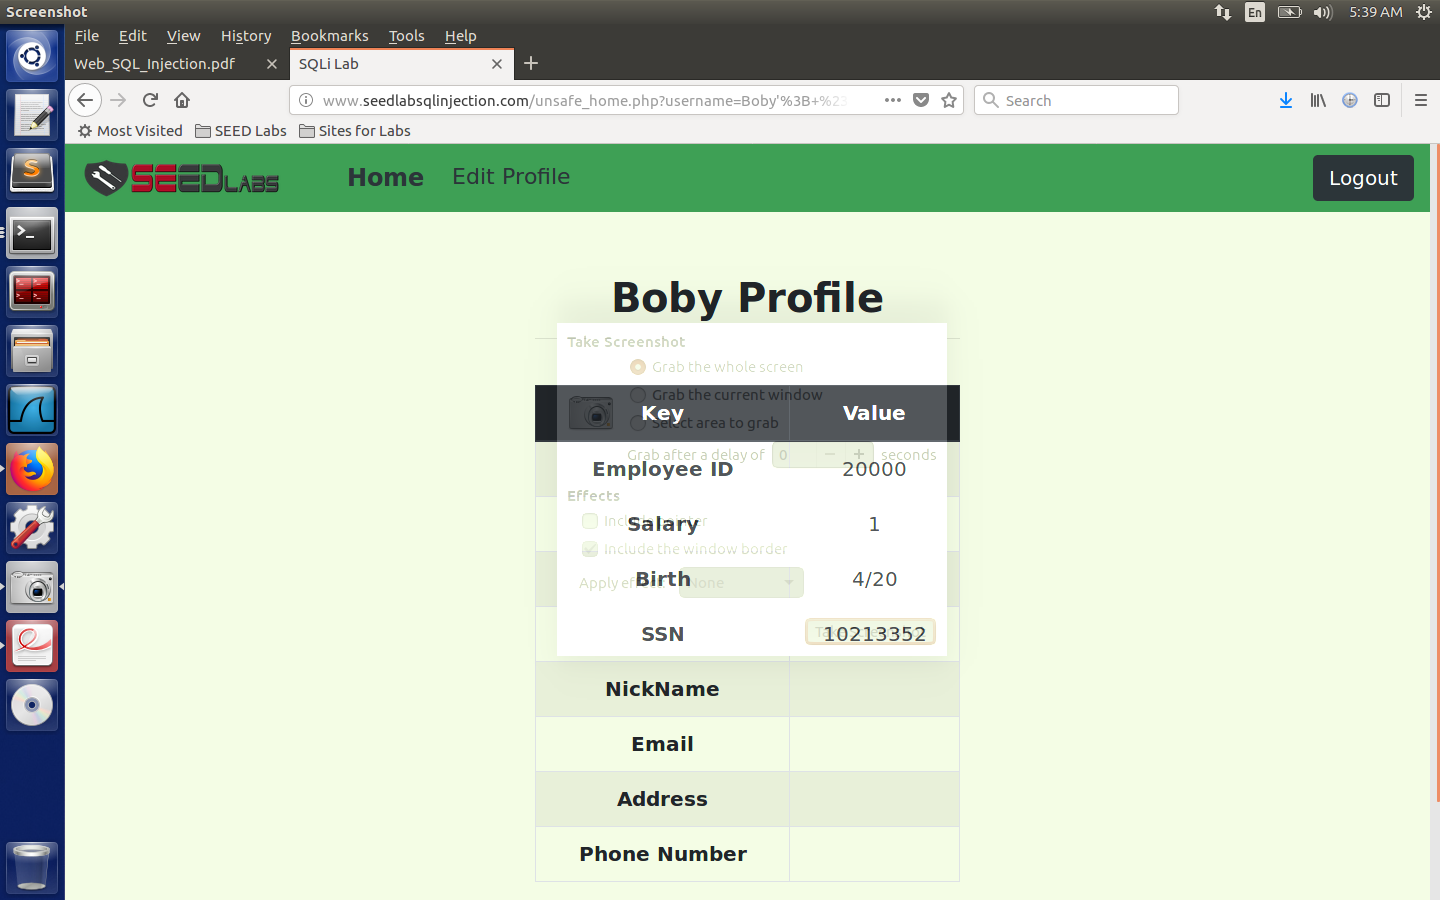 Screenshot
En
5:39 AM
File Edit View History Bookmarks Tools Help
Web_SQL_Injection.pdf
SQLi Lab
www.seedlabsqlinjection.com/unsafe_home.php?username=Boby'%3B+%23
Search
Most Visited
SEED Labs
Sites for Labs
SEEDLABS
Home
Edit Profile
Logout
Boby Profile
Take Screenshot
Grab the whole screen
Grab the current window
Key
Value
Select area to grab
Grab after a delay of 0 seconds
Employee ID
20000
Effects
Include pointer
Salary
1
Include the window border
Birth
4/20
Apply effect: None
SSN
10213352
NickName
Email
Address
Phone Number